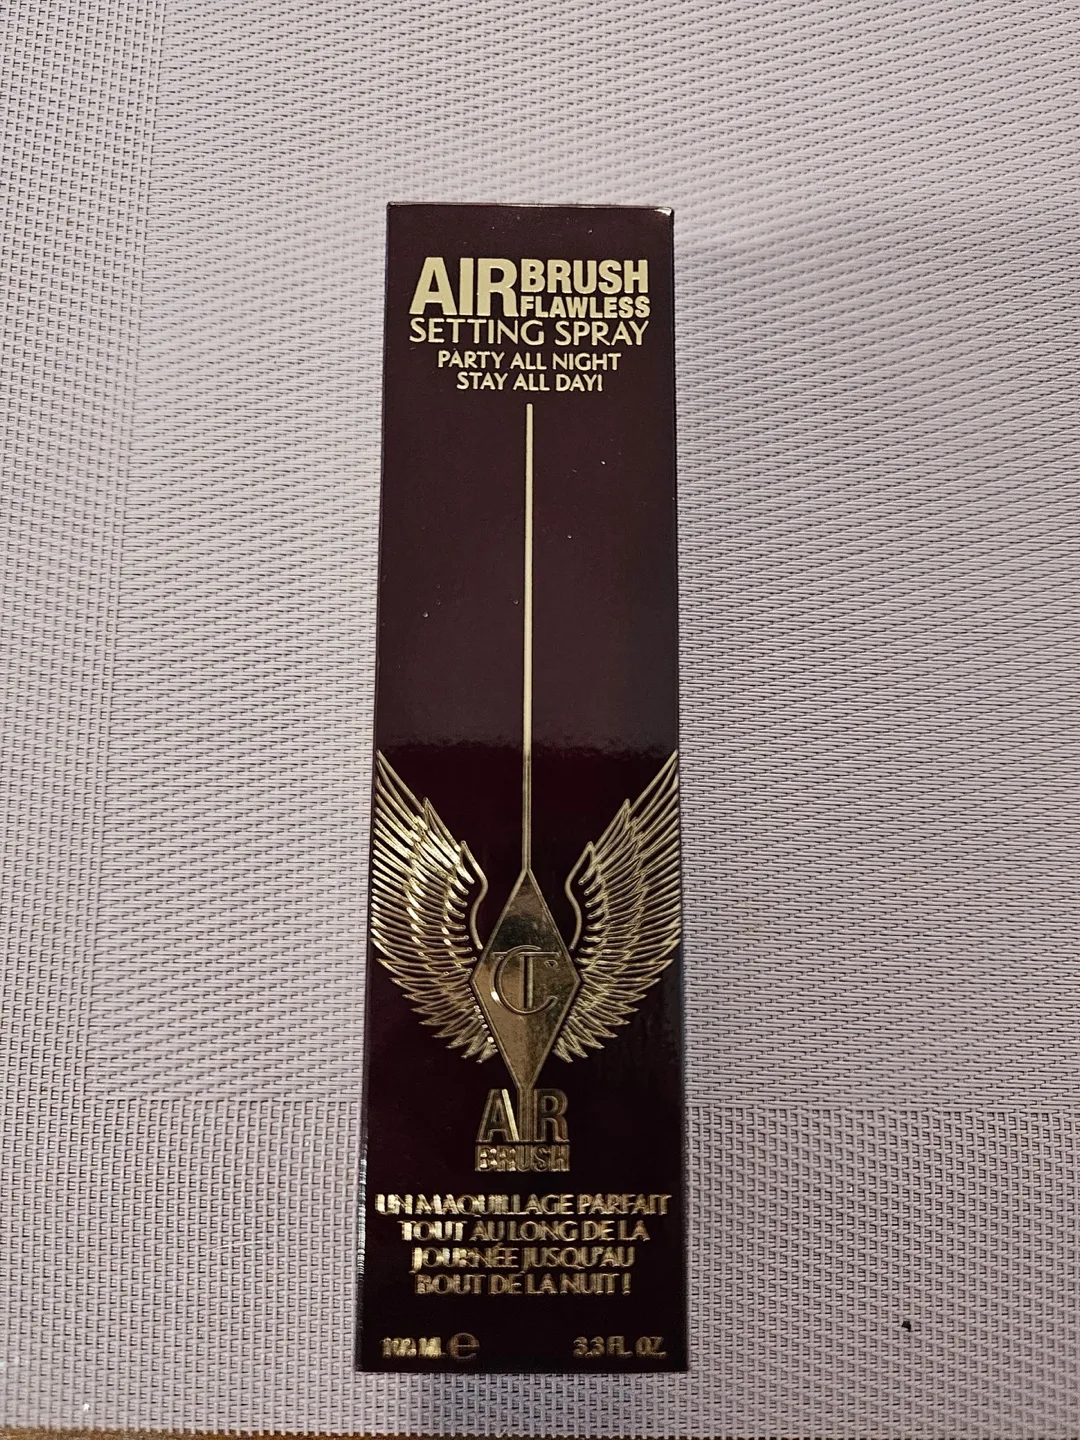 AIRBRUSH
FLAWLESS
SETTING SPRAY
PARTY ALL NIGHT
STAY ALL DAY!
CT
AIR
BRUSH
UN MAQUILLAGE PARFAIT
TOUT AU LONG DE LA
JOURNÉE JUSQU'AU
BOUT DE LA NUIT !
100 ML ℮ 3.3 FL. OZ.